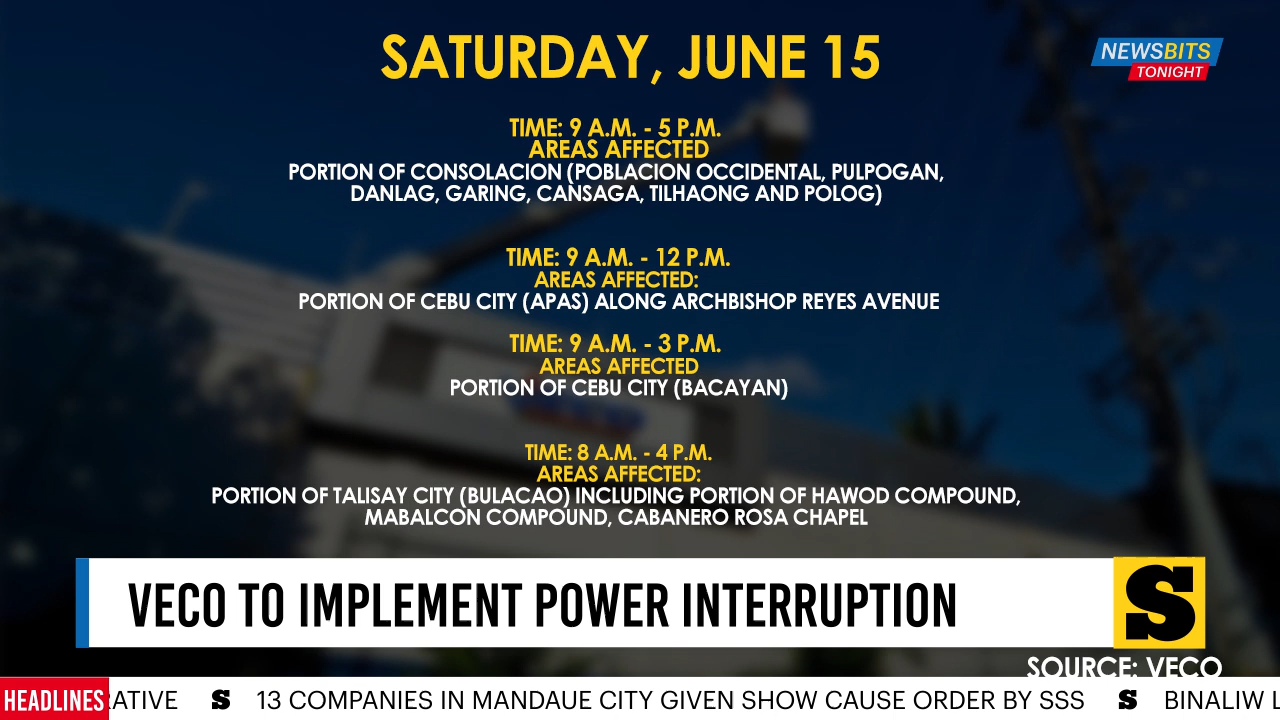 SATURDAY, JUNE 15
NEWSBITS
TONIGHT
TIME: 9 A.M. - 5 P.M.
AREAS AFFECTED
PORTION OF CONSOLACION (POBLACION OCCIDENTAL, PULPOGAN,
DANLAG, GARING, CANSAGA, TILHAONG AND POLOG)
TIME: 9 A.M. - 12 P.M.
AREAS AFFECTED:
PORTION OF CEBU CITY (APAS) ALONG ARCHBISHOP REYES AVENUE
TIME: 9 A.M. - 3 P.M.
AREAS AFFECTED
PORTION OF CEBU CITY (BACAYAN)
TIME: 8 A.M. - 4 P.M.
AREAS AFFECTED:
PORTION OF TALISAY CITY (BULACAO) INCLUDING PORTION OF HAWOD COMPOUND,
MABALCON COMPOUND, CABANERO ROSA CHAPEL
VECO TO IMPLEMENT POWER INTERRUPTION
S
SOURCE: VECO
HEADLINES ATIVE S 13 COMPANIES IN MANDAUE CITY GIVEN SHOW CAUSE ORDER BY SSS S BINALIW L